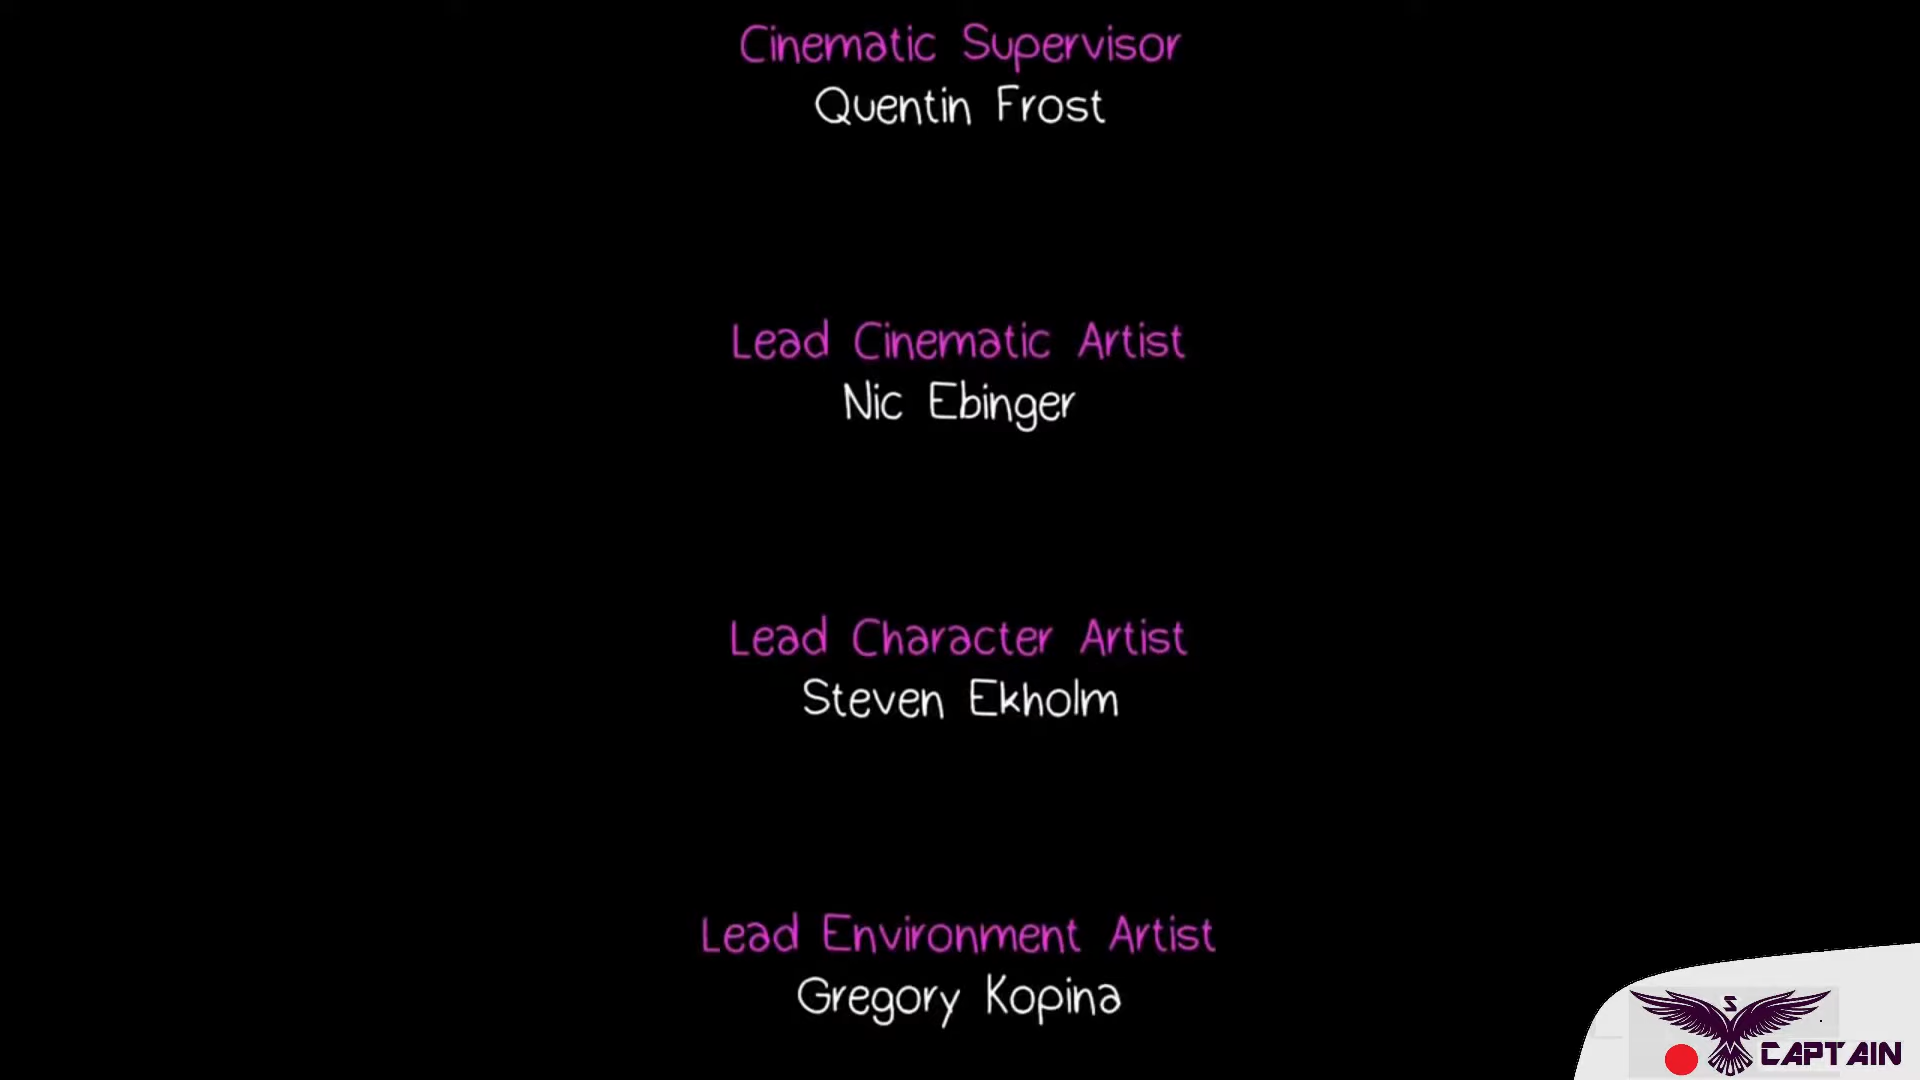 Cinematic Supervisor
Quentin Frost
Lead Cinematic Artist
Nic Ebinger
Lead Character Artist
Steven Ekholm
Lead Environment Artist
Gregory Kopina
S
CAPTAIN